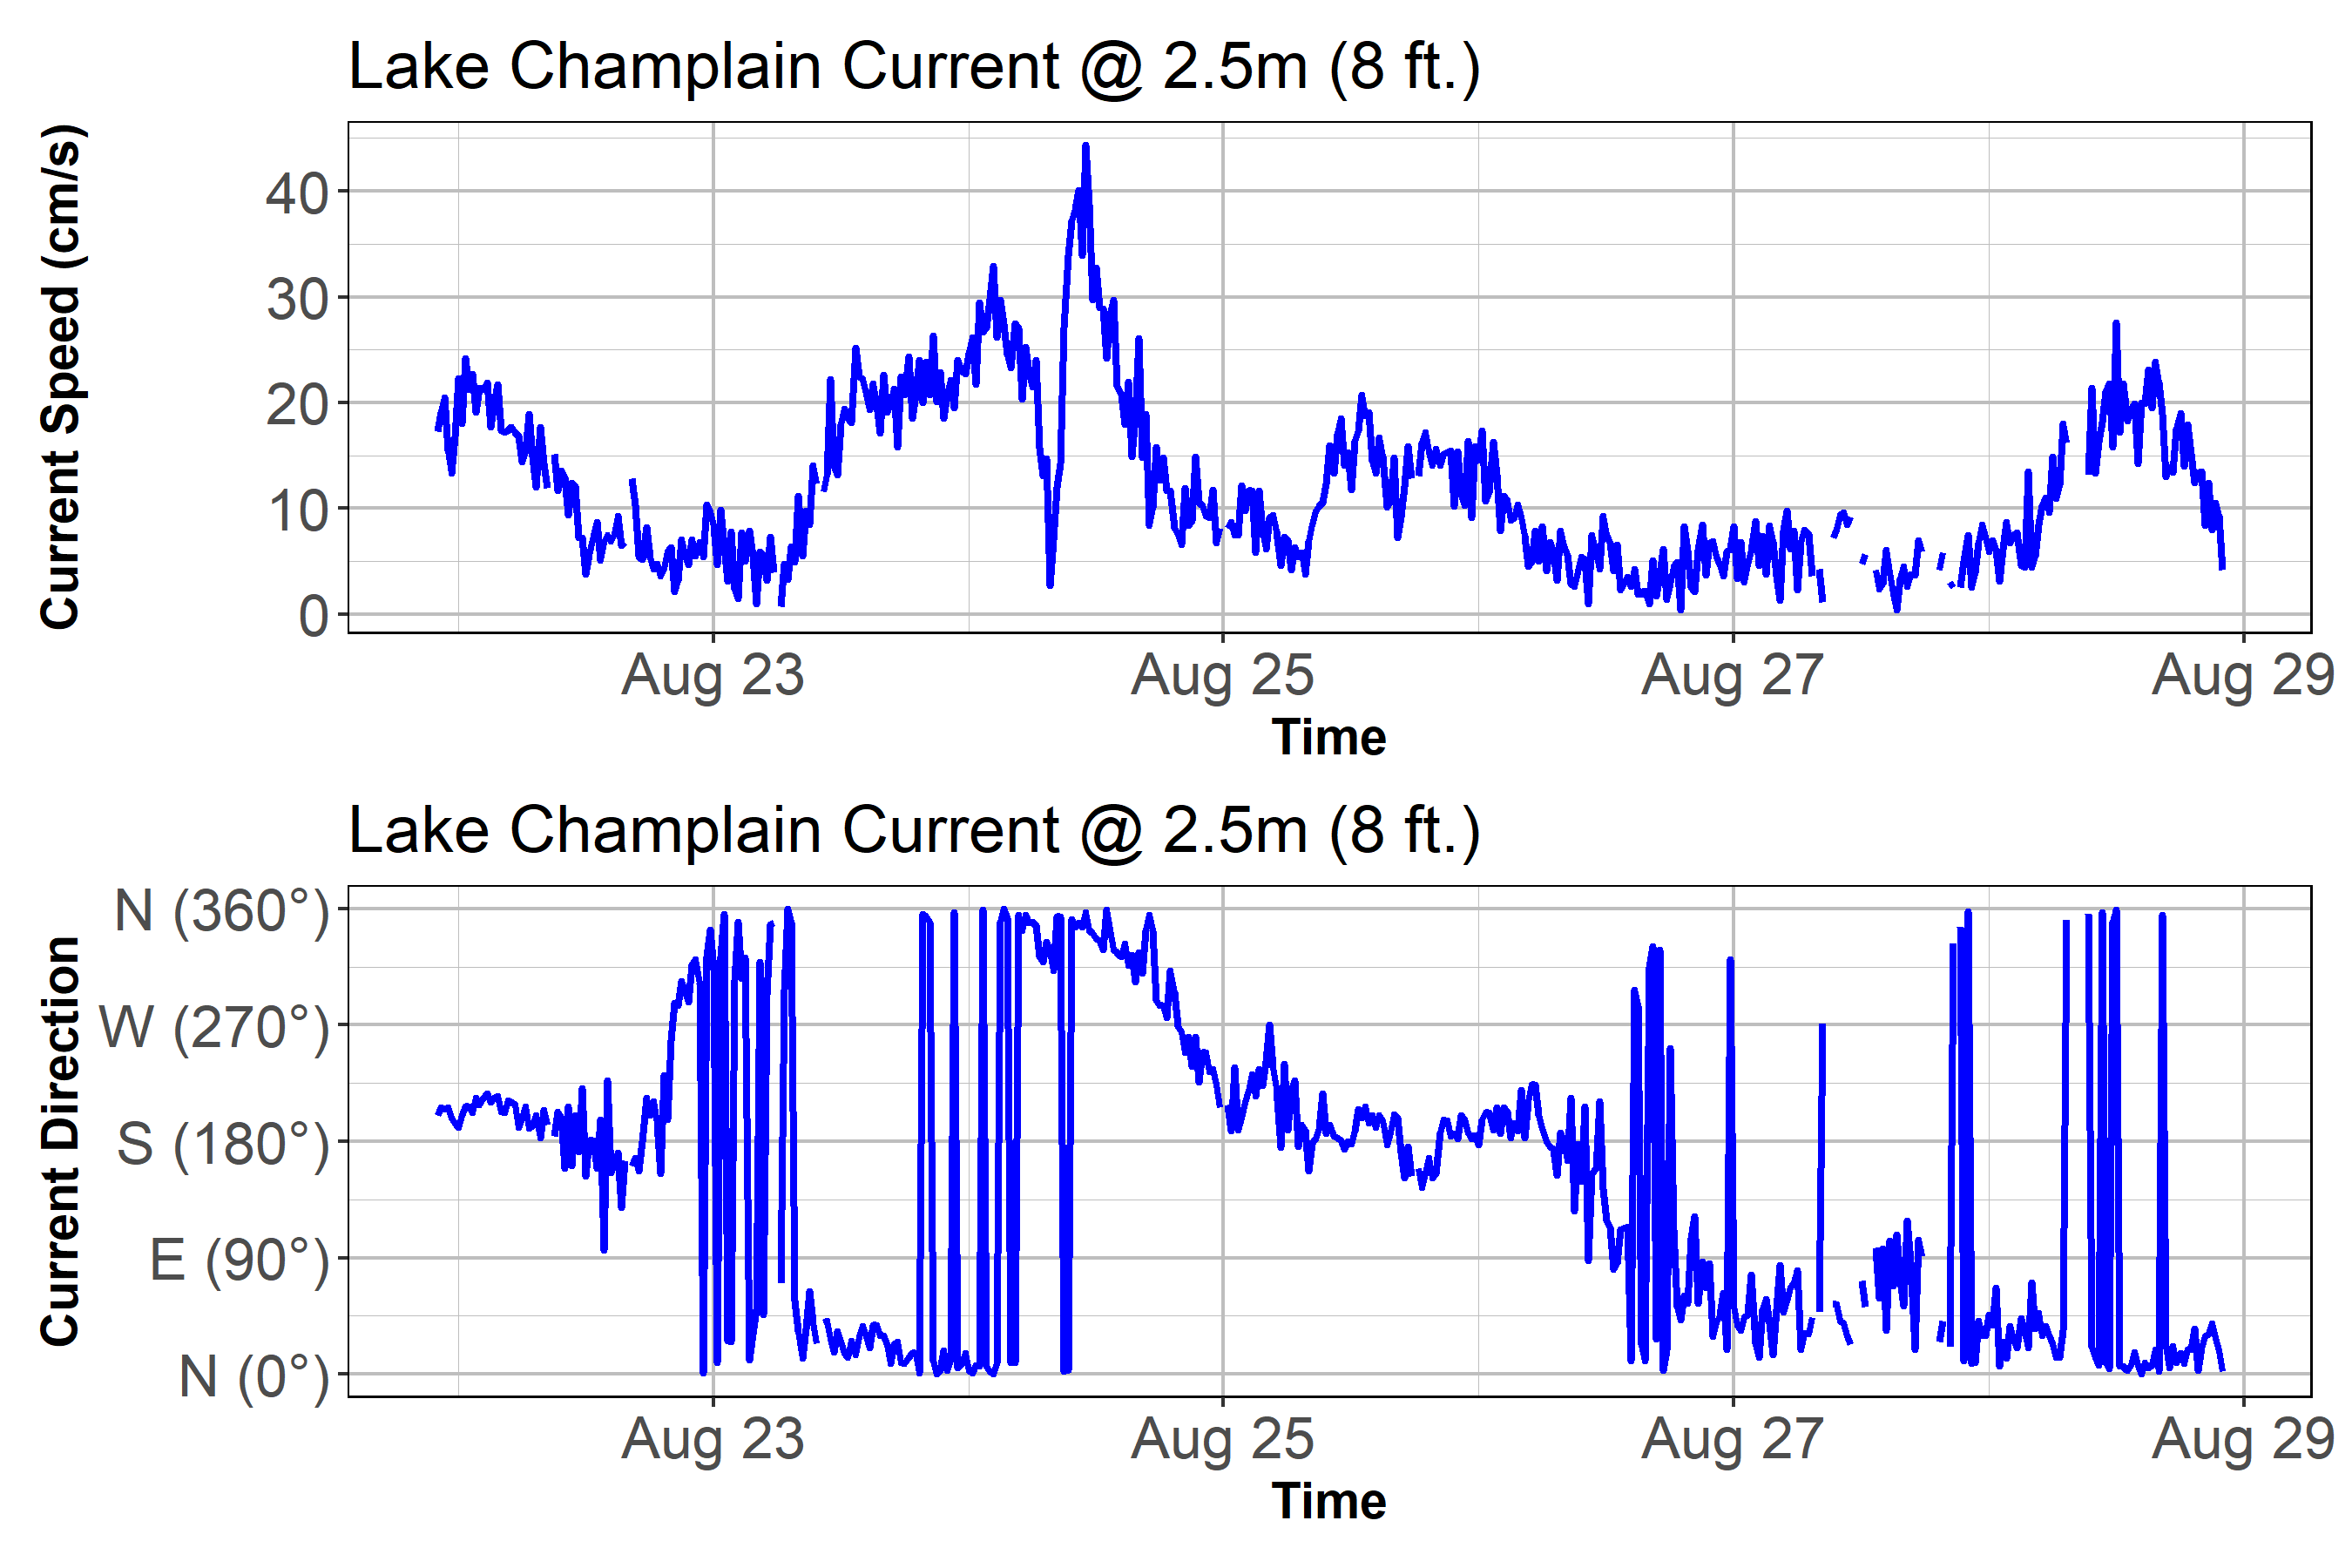 Lake Champlain Current @ 2.5m (8 ft.)
Current Speed (cm/s)
40
30
20
10
0
Aug 23 Aug 25 Aug 27 Aug 29
Time
Lake Champlain Current @ 2.5m (8 ft.)
Current Direction
N (360°)
W (270°)
S (180°)
E (90°)
N (0°)
Aug 23 Aug 25 Aug 27 Aug 29
Time